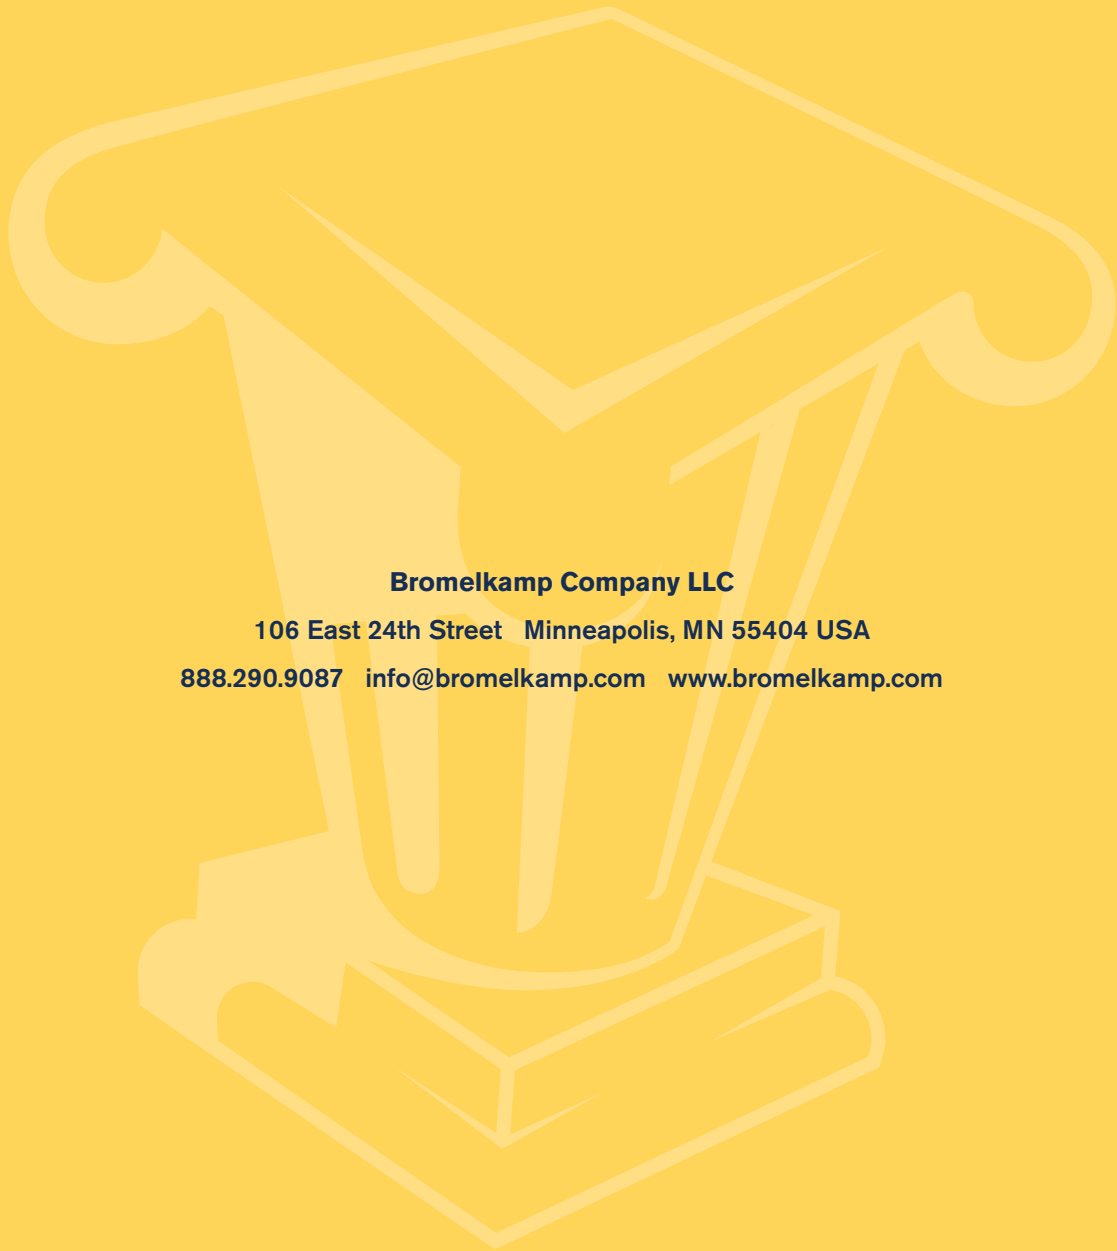 Bromelkamp Company LLC
106 East 24th Street Minneapolis, MN 55404 USA
888.290.9087 info@bromelkamp.com www.bromelkamp.com